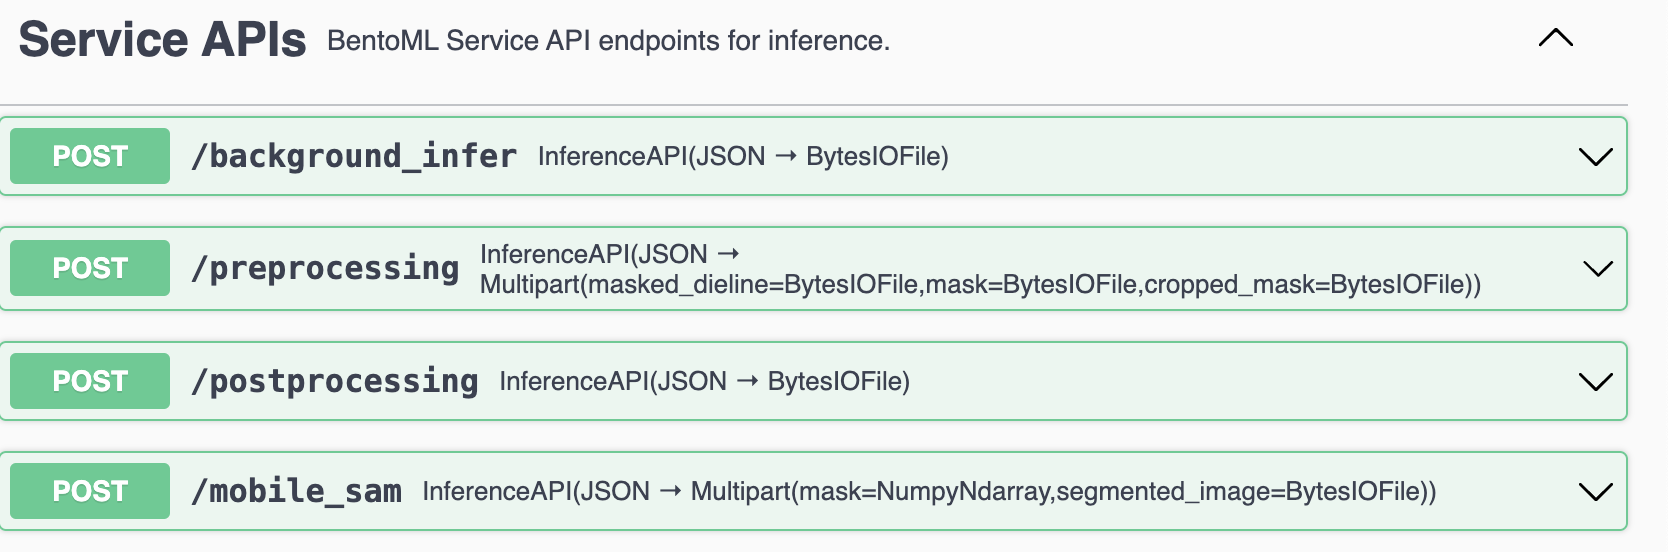 Service APIs BentoML Service API endpoints for inference.
POST /background_infer InferenceAPI(JSON → BytesIOFile)
POST /preprocessing InferenceAPI(JSON →
Multipart(masked_dieline=BytesIOFile,mask=BytesIOFile,cropped_mask=BytesIOFile))
POST /postprocessing InferenceAPI(JSON → BytesIOFile)
POST /mobile_sam InferenceAPI(JSON → Multipart(mask=NumpyNdarray,segmented_image=BytesIOFile))